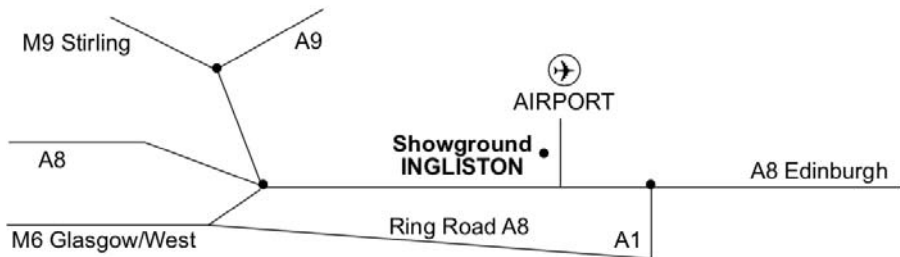 M9 Stirling
A9
AIRPORT
Showground
INGLISTON
A8
A8 Edinburgh
Ring Road A8
M6 Glasgow/West
A1